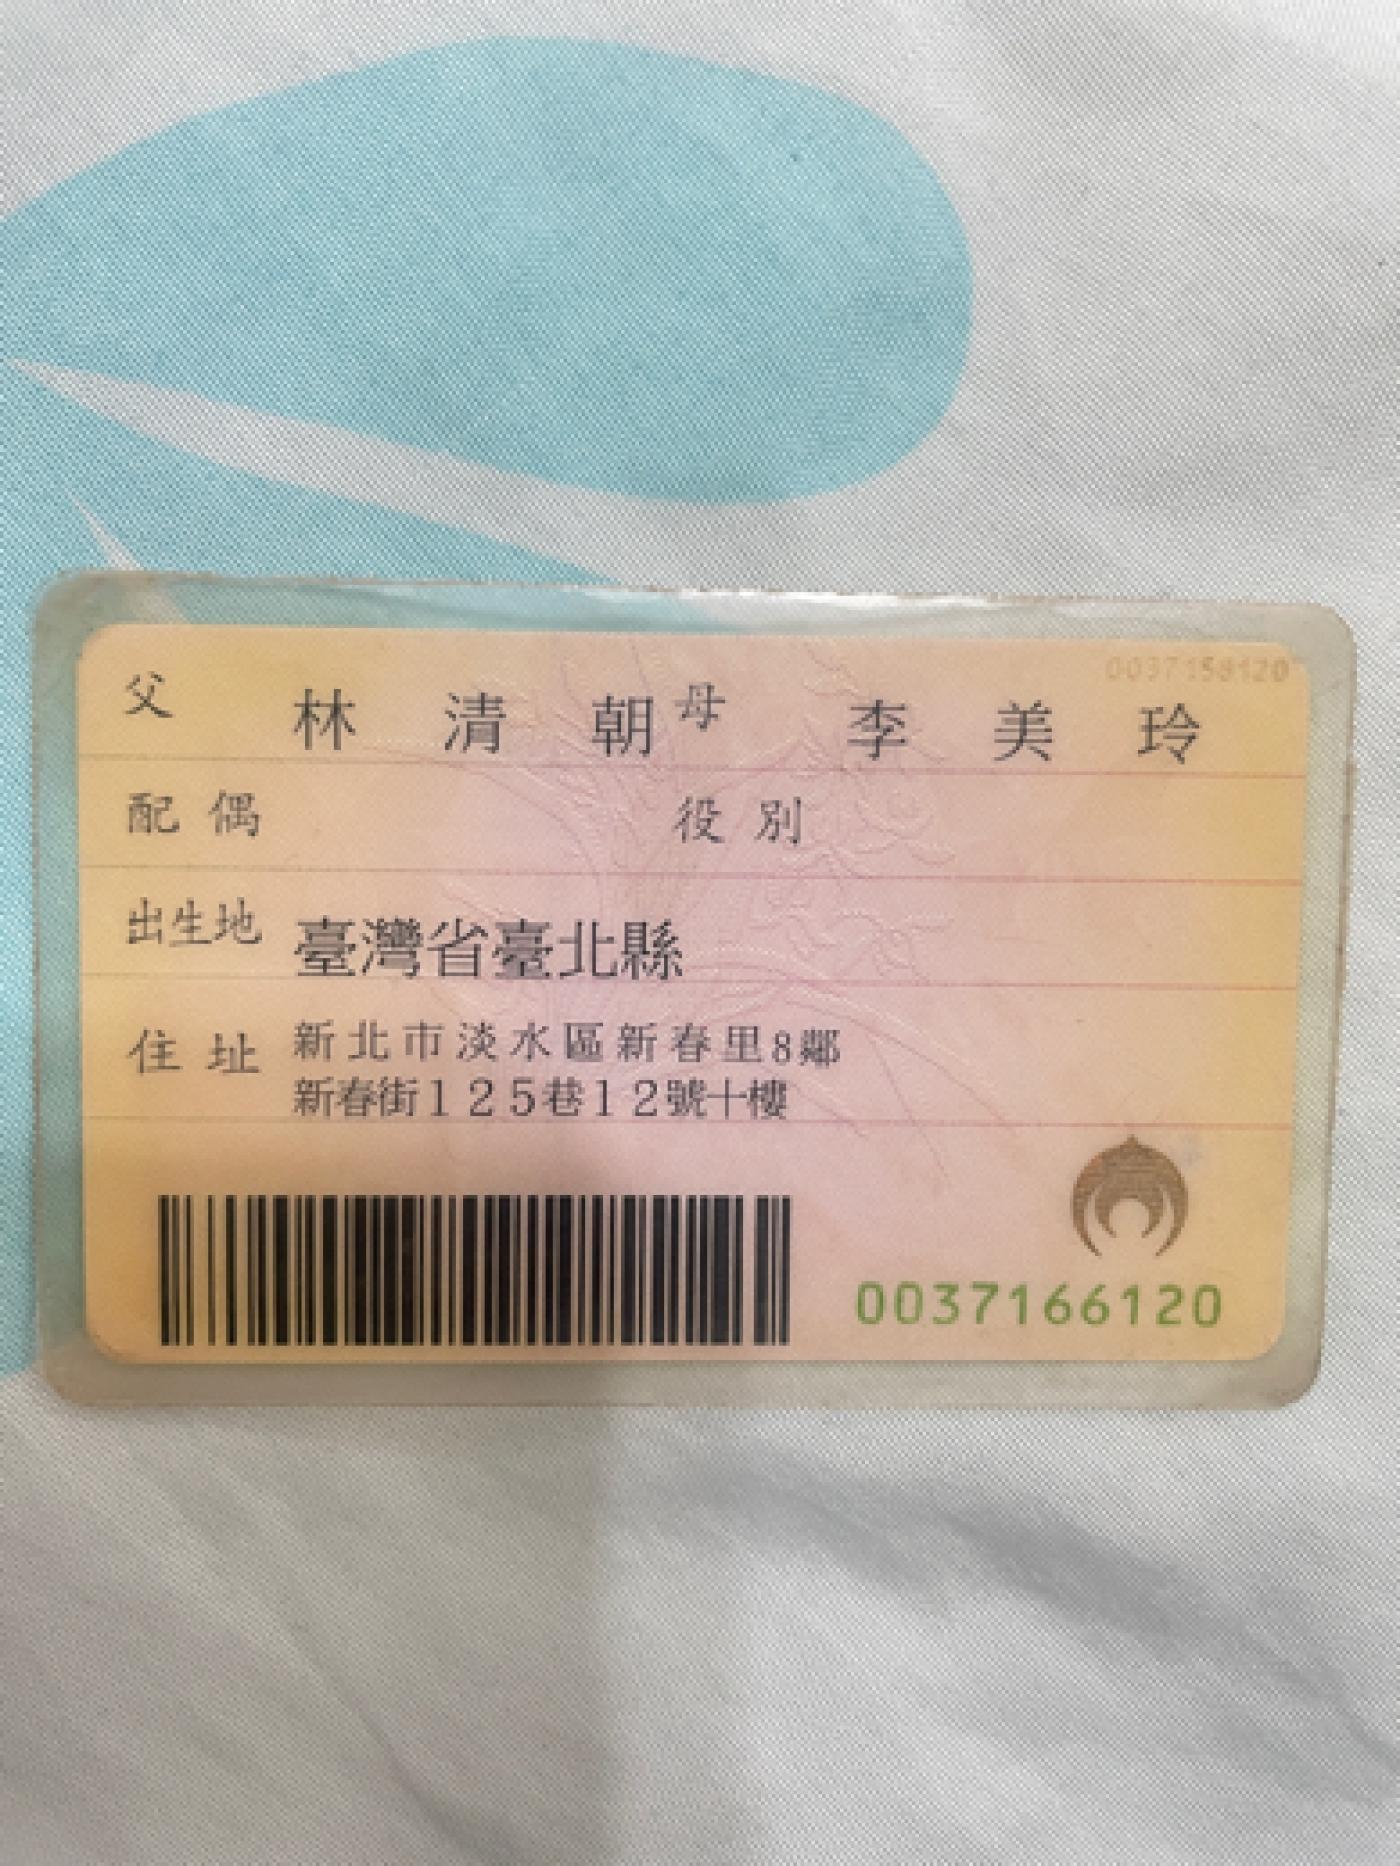 0037158120
父 林清朝 母 李美玲
配偶 役別
出生地 臺灣省臺北縣
住址 新北市淡水區新春里8鄰
新春街125巷12號十樓
0037166120